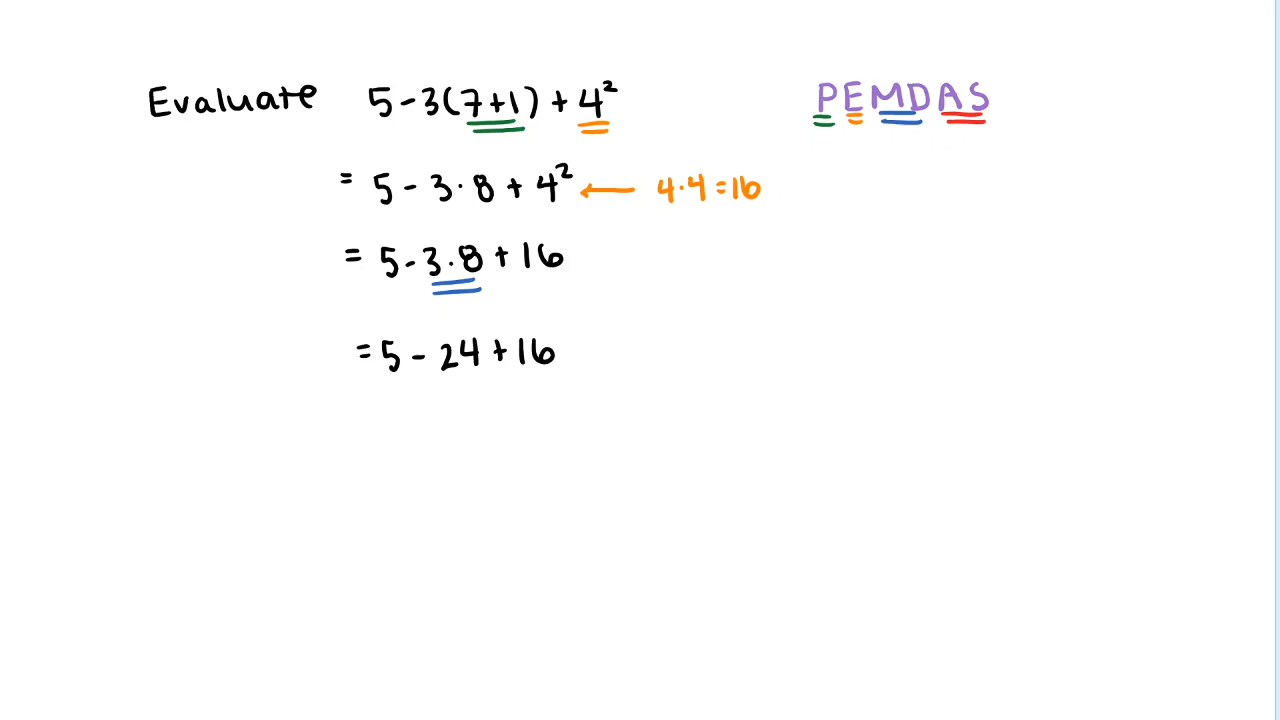 Evaluate 5 - 3(7+1) + 4² PEMDAS
= 5 - 3·8 + 4² ← 4·4=16
= 5 - 3·8 + 16
= 5 - 24 + 16